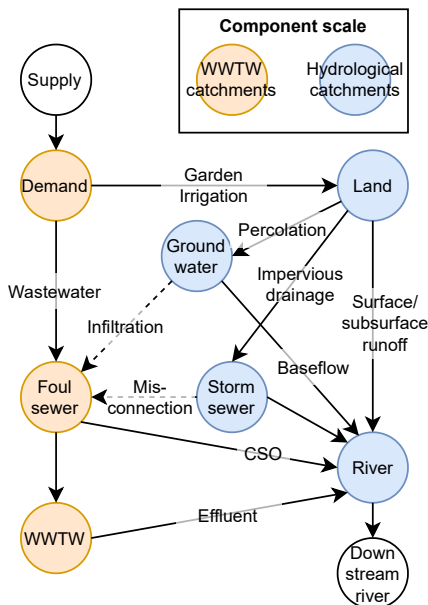 Component scale
WWTW
catchments
Hydrological
catchments
Supply
Demand
Garden
Irrigation
Land
Percolation
Ground
water
Impervious
drainage
Wastewater
Surface/
subsurface
runoff
Infiltration
Baseflow
Foul
sewer
Mis-
connection
Storm
sewer
CSO
River
Effluent
WWTW
Down
stream
river